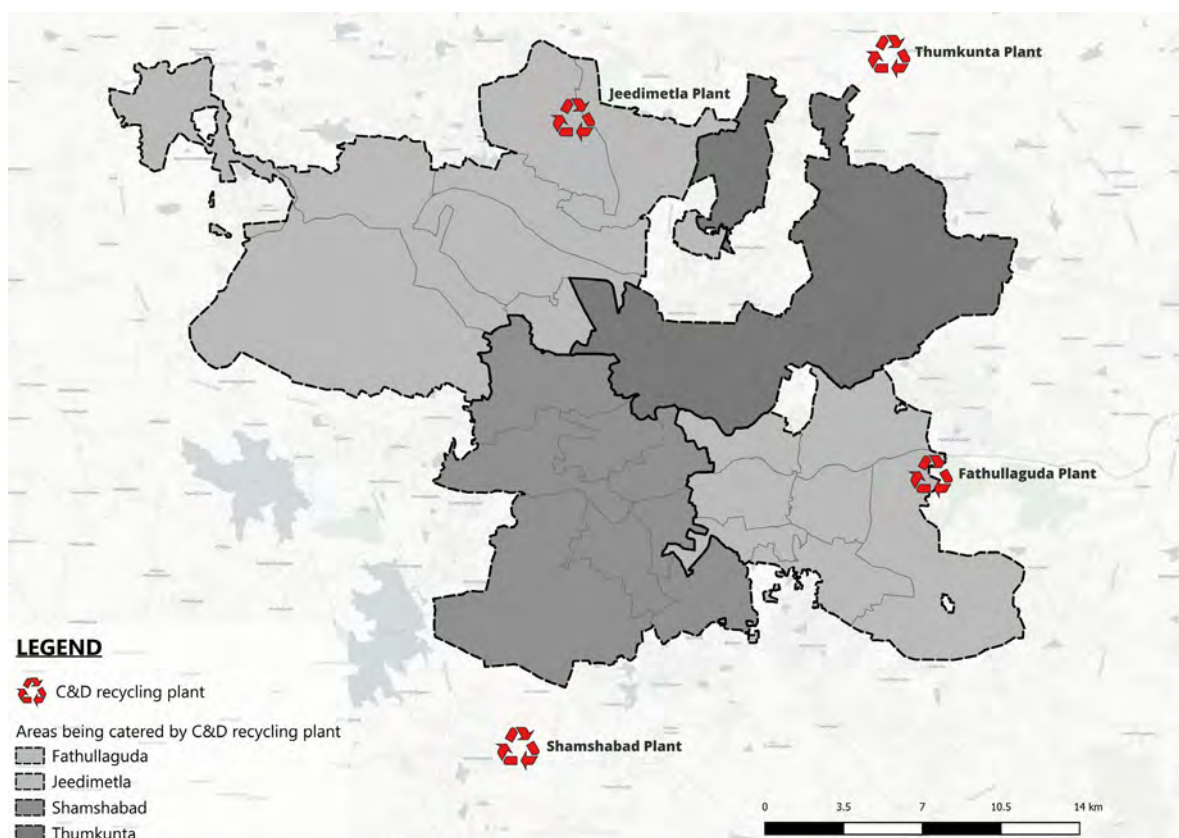 Thumkunta Plant
Jeedimetla Plant
Fathullaguda Plant
Shamshabad Plant
LEGEND
C&D recycling plant
Areas being catered by C&D recycling plant
Fathullaguda
Jeedimetla
Shamshabad
Thumkunta
0 3.5 7 10.5 14 km